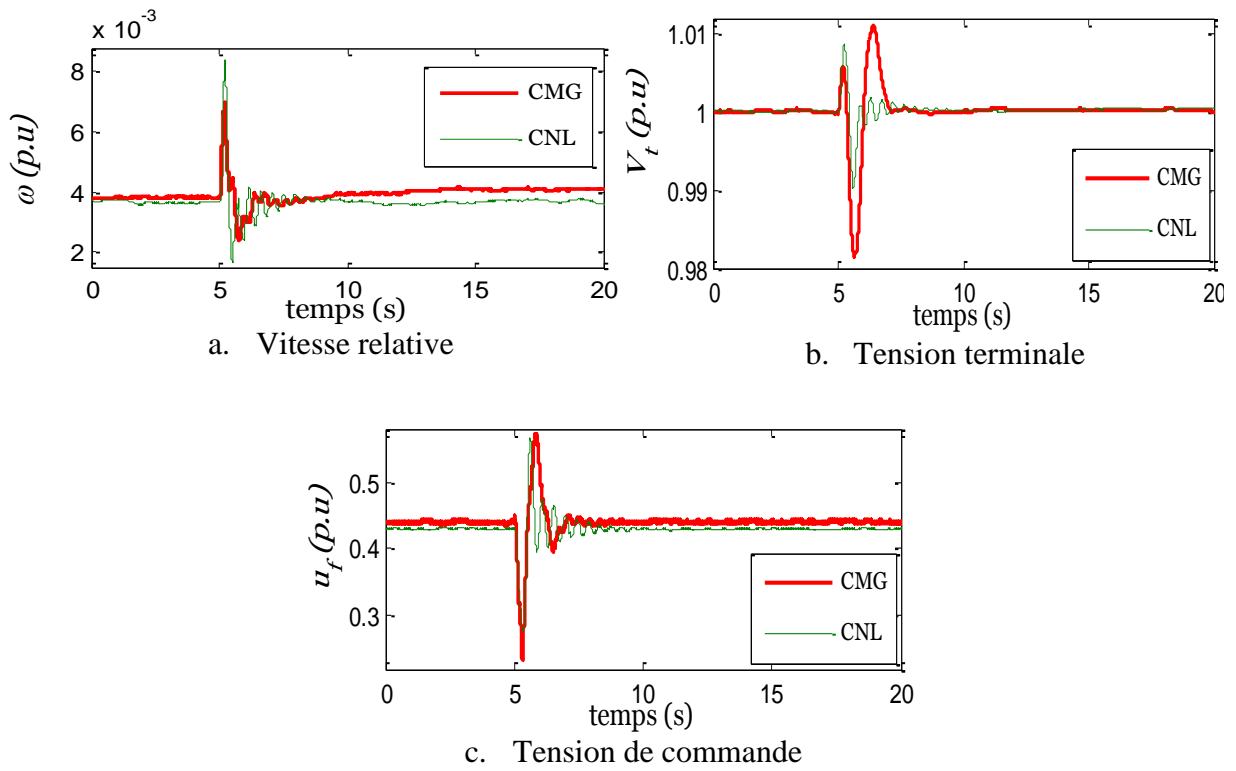 x 10⁻³
8
6
4
2
ω (p.u)
CMG
CNL
0 5 10 15 20
temps (s)
a. Vitesse relative
1.01
1
0.99
0.98
V_t (p.u)
CMG
CNL
0 5 10 15 20
temps (s)
b. Tension terminale
0.5
0.4
0.3
u_f (p.u)
CMG
CNL
0 5 10 15 20
temps (s)
c. Tension de commande